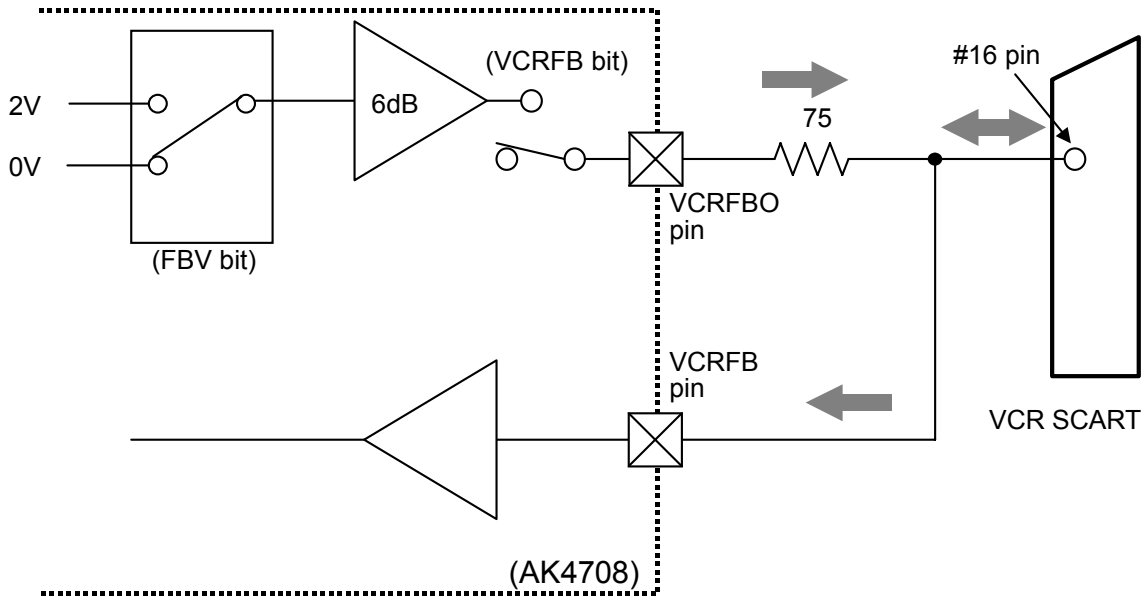 2V
0V
(FBV bit)
6dB
(VCRFB bit)
VCRFBO
pin
75
#16 pin
VCRFB
pin
VCR SCART
(AK4708)